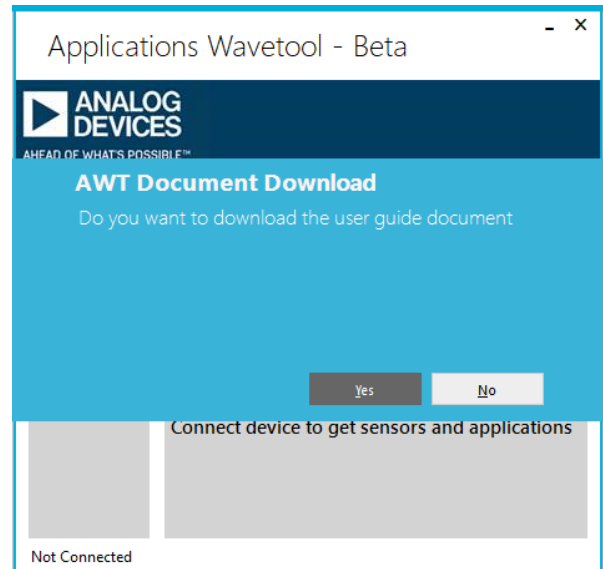 Applications Wavetool - Beta
ANALOG
DEVICES
AHEAD OF WHAT'S POSSIBLE™
AWT Document Download
Do you want to download the user guide document
Yes
No
Connect device to get sensors and applications
Not Connected